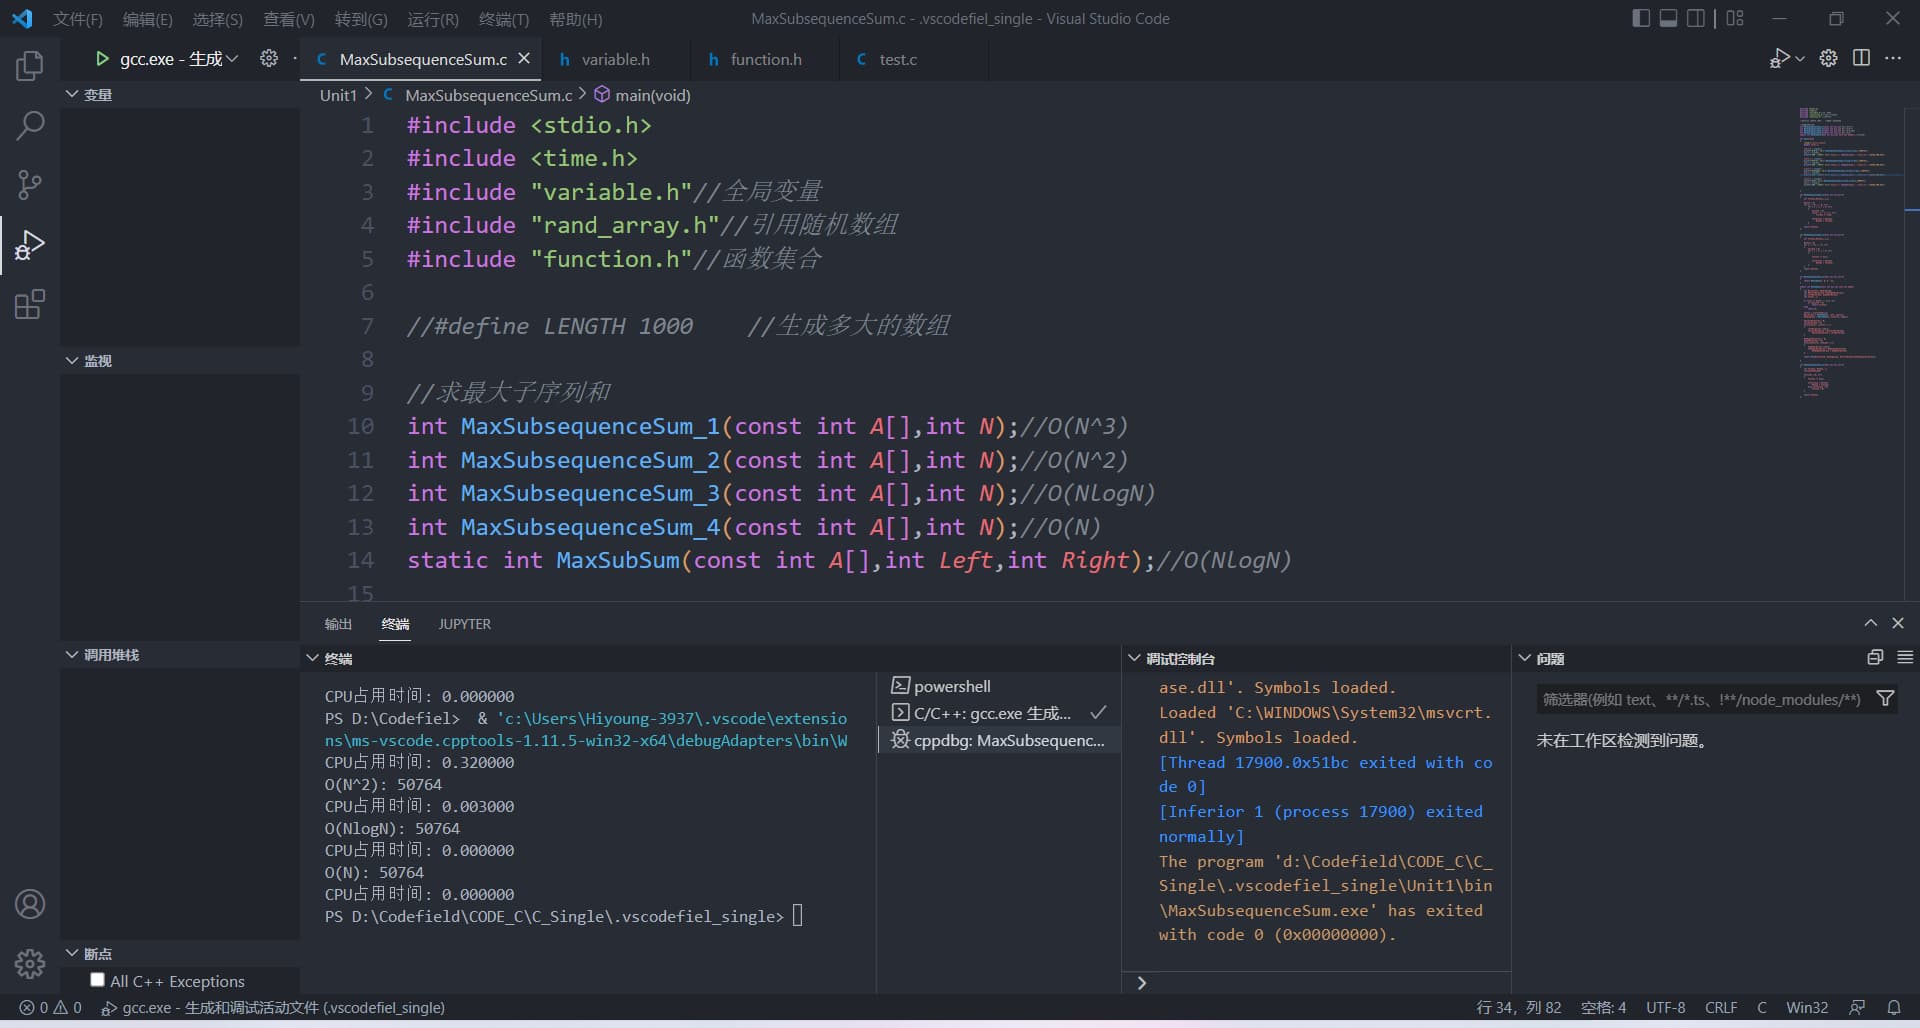 文件(F) 编辑(E) 选择(S) 查看(V) 转到(G) 运行(R) 终端(T) 帮助(H) MaxSubsequenceSum.c - .vscodefiel_single - Visual Studio Code
gcc.exe - 生成
MaxSubsequenceSum.c variable.h function.h test.c
变量
Unit1 > C MaxSubsequenceSum.c > main(void)
1 #include <stdio.h>
2 #include <time.h>
3 #include "variable.h"//全局变量
4 #include "rand_array.h"//引用随机数组
5 #include "function.h"//函数集合
6
7 //#define LENGTH 1000    //生成多大的数组
8
9 //求最大子序列和
10 int MaxSubsequenceSum_1(const int A[],int N);//O(N^3)
11 int MaxSubsequenceSum_2(const int A[],int N);//O(N^2)
12 int MaxSubsequenceSum_3(const int A[],int N);//O(NlogN)
13 int MaxSubsequenceSum_4(const int A[],int N);//O(N)
14 static int MaxSubSum(const int A[],int Left,int Right);//O(NlogN)
15
监视
调用堆栈
断点
All C++ Exceptions
输出 终端 JUPYTER
终端
CPU占用时间: 0.000000
PS D:\Codefiel>  & 'c:\Users\Hiyoung-3937\.vscode\extensio
ns\ms-vscode.cpptools-1.11.5-win32-x64\debugAdapters\bin\W
CPU占用时间: 0.320000
O(N^2): 50764
CPU占用时间: 0.003000
O(NlogN): 50764
CPU占用时间: 0.000000
O(N): 50764
CPU占用时间: 0.000000
PS D:\Codefield\CODE_C\C_Single\.vscodefiel_single>
powershell
C/C++: gcc.exe 生成...
cppdbg: MaxSubsequenc...
调试控制台
ase.dll'. Symbols loaded.
Loaded 'C:\WINDOWS\System32\msvcrt.
dll'. Symbols loaded.
[Thread 17900.0x51bc exited with co
de 0]
[Inferior 1 (process 17900) exited
normally]
The program 'd:\Codefield\CODE_C\C_
Single\.vscodefiel_single\Unit1\bin
\MaxSubsequenceSum.exe' has exited
with code 0 (0x00000000).
>
问题
筛选器(例如 text、**/*.ts、!**/node_modules/**)
未在工作区检测到问题。
0 0 gcc.exe - 生成和调试活动文件 (.vscodefiel_single) 行 34，列 82 空格: 4 UTF-8 CRLF C Win32